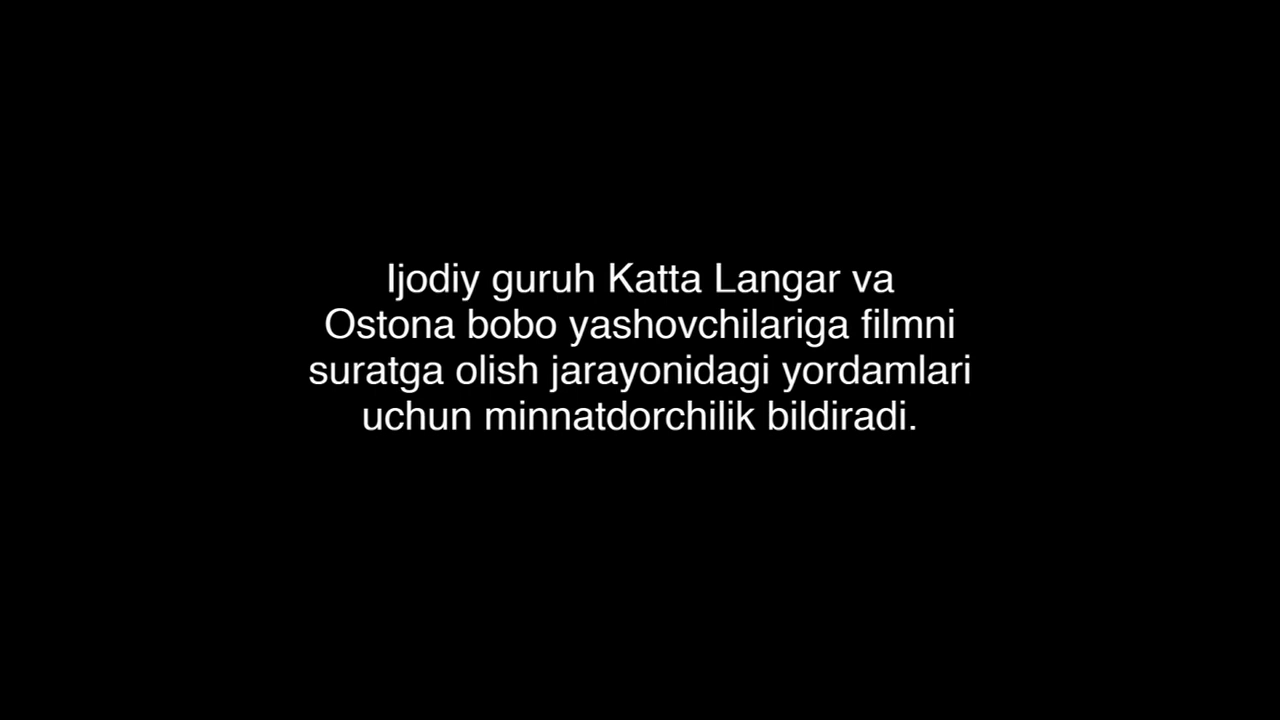 Ijodiy guruh Katta Langar va
Ostona bobo yashovchilariga filmni
suratga olish jarayonidagi yordamlari
uchun minnatdorchilik bildiradi.